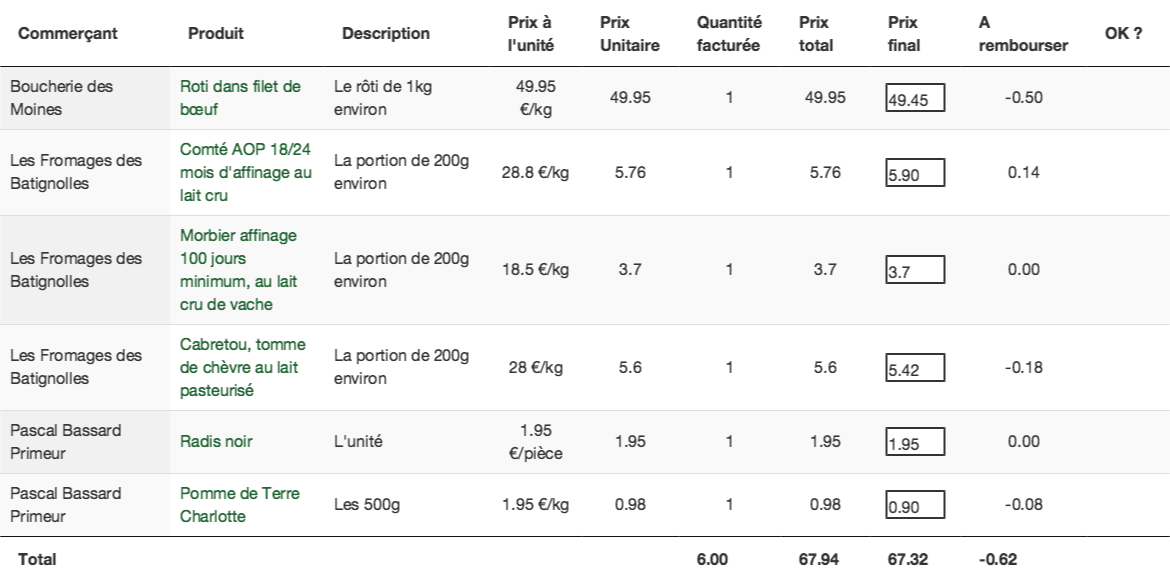 Commerçant Produit Description Prix à l'unité Prix Unitaire Quantité facturée Prix total Prix final A rembourser OK ?
Boucherie des Moines Roti dans filet de bœuf Le rôti de 1kg environ 49.95 €/kg 49.95 1 49.95 49.45 -0.50
Les Fromages des Batignolles Comté AOP 18/24 mois d'affinage au lait cru La portion de 200g environ 28.8 €/kg 5.76 1 5.76 5.90 0.14
Les Fromages des Batignolles Morbier affinage 100 jours minimum, au lait cru de vache La portion de 200g environ 18.5 €/kg 3.7 1 3.7 3.7 0.00
Les Fromages des Batignolles Cabretou, tomme de chèvre au lait pasteurisé La portion de 200g environ 28 €/kg 5.6 1 5.6 5.42 -0.18
Pascal Bassard Primeur Radis noir L'unité 1.95 €/pièce 1.95 1 1.95 1.95 0.00
Pascal Bassard Primeur Pomme de Terre Charlotte Les 500g 1.95 €/kg 0.98 1 0.98 0.90 -0.08
Total 6.00 67.94 67.32 -0.62